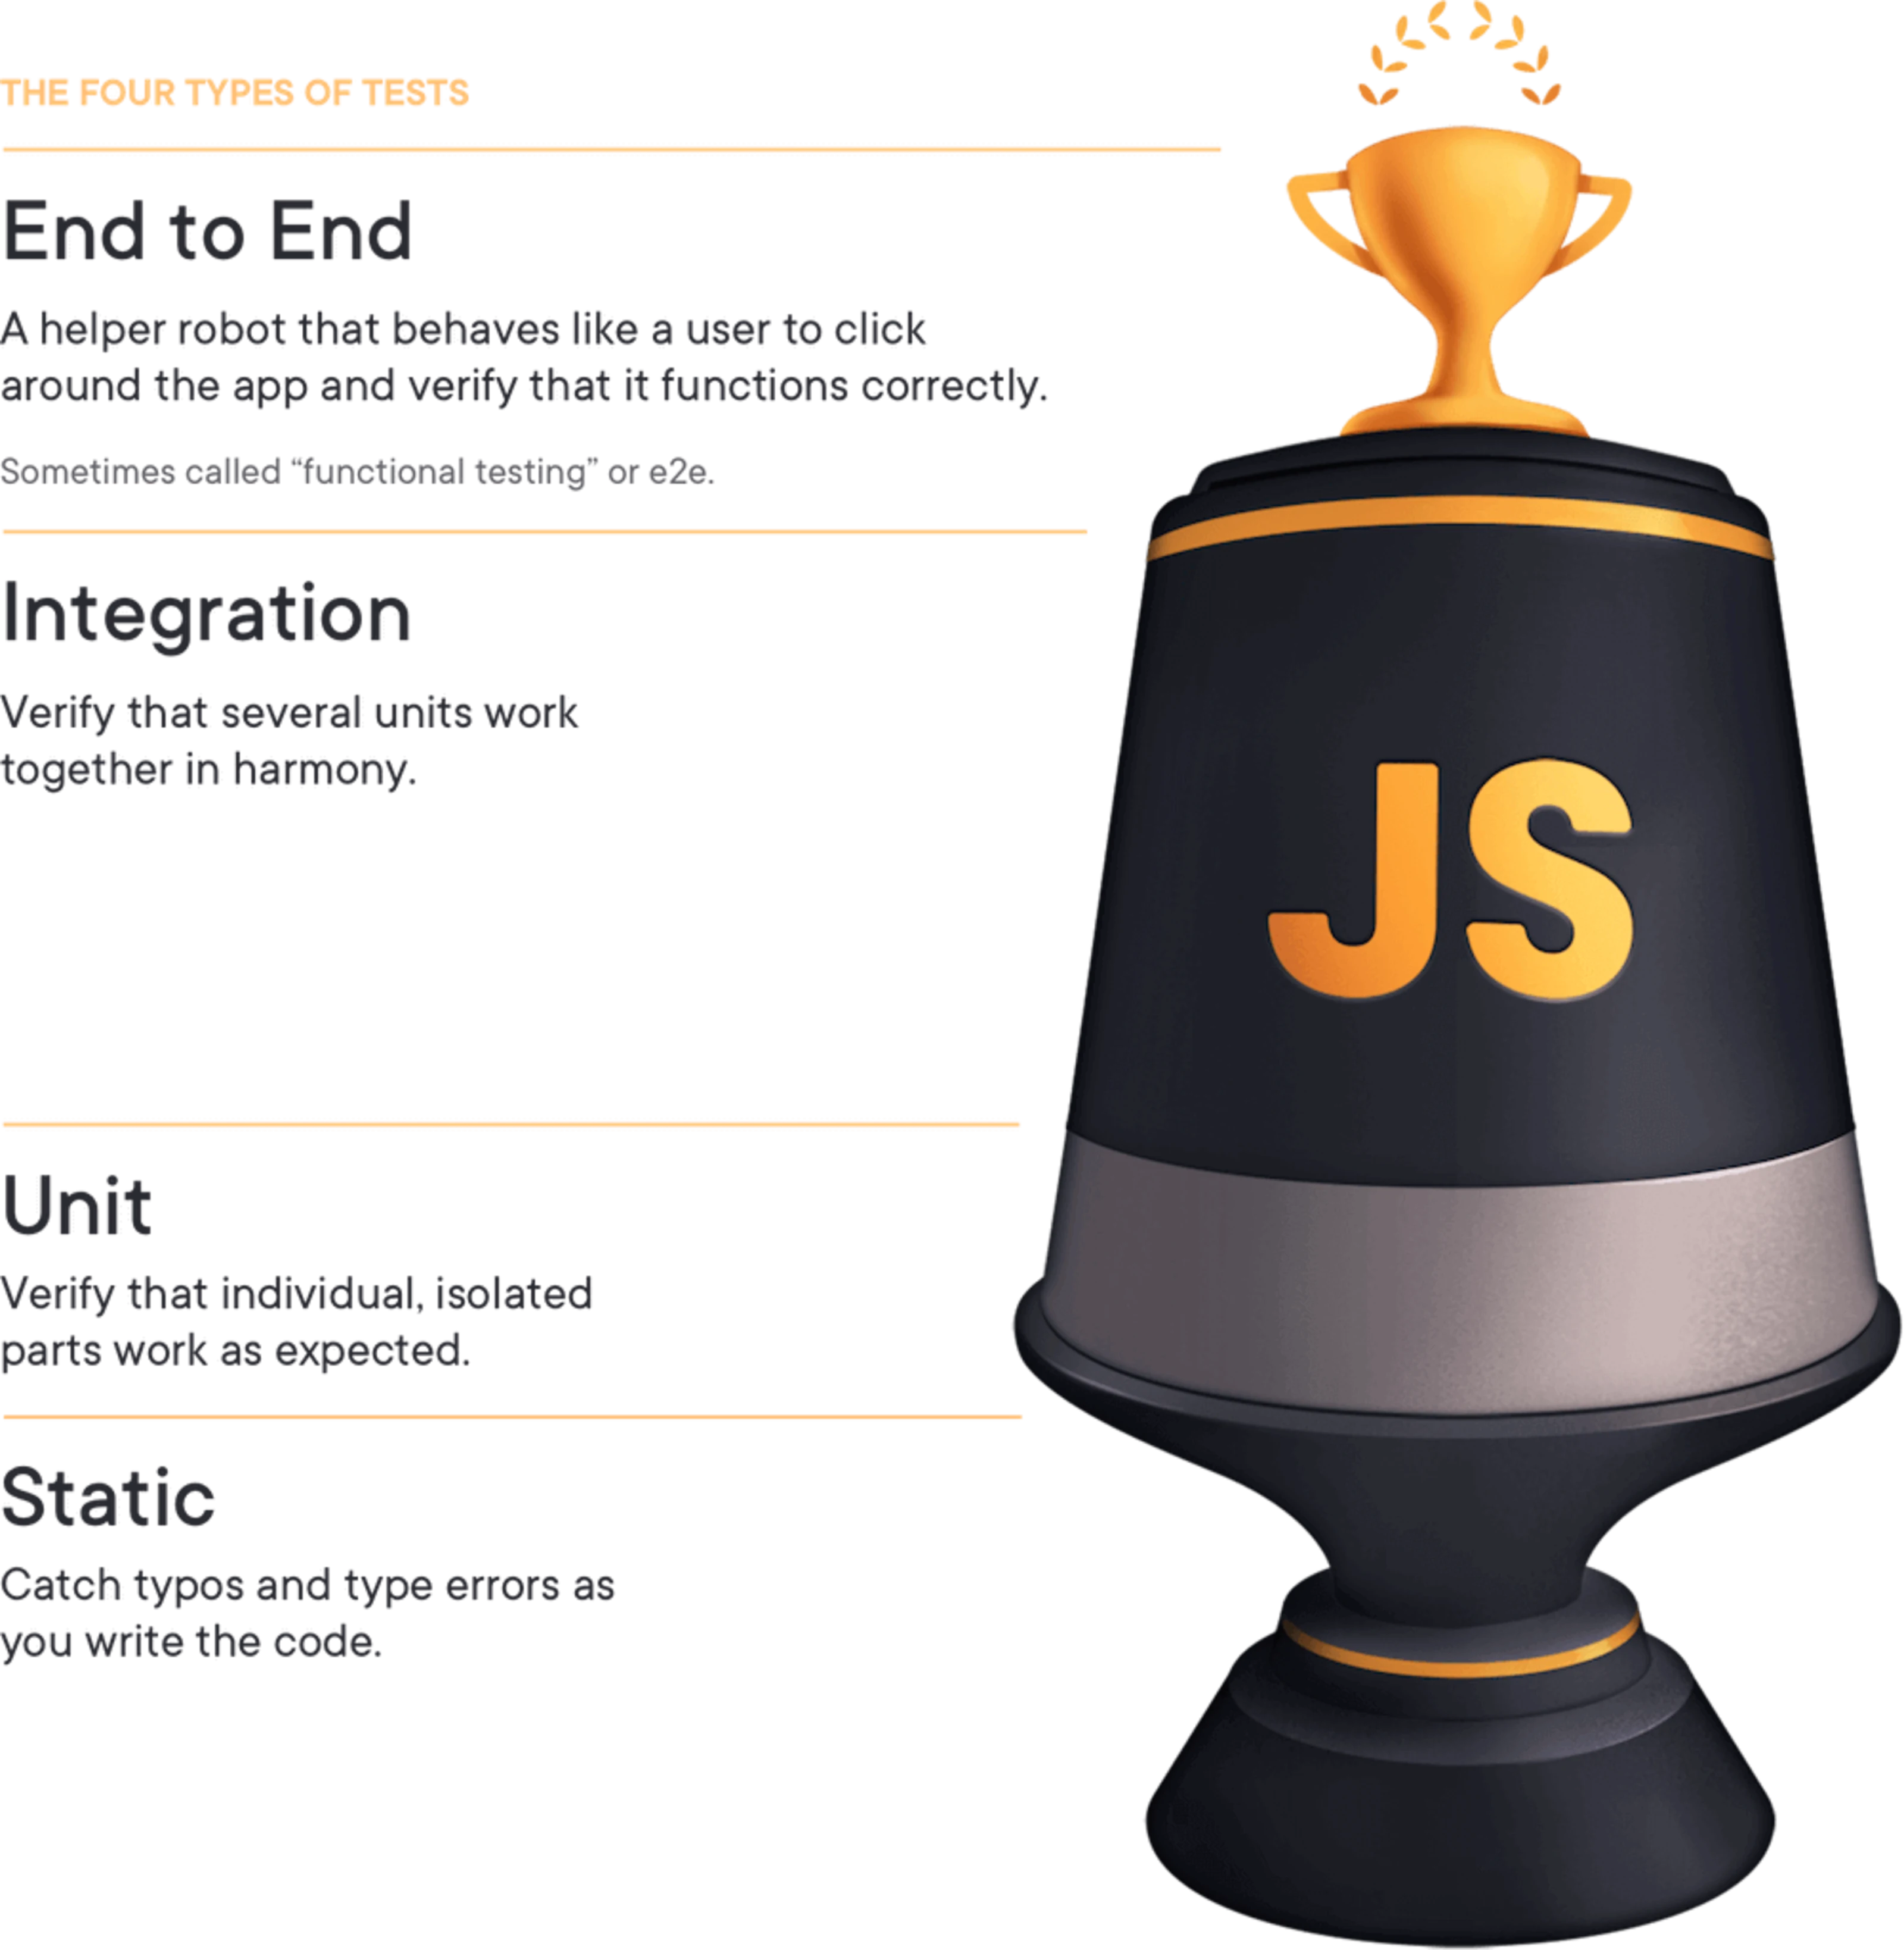 THE FOUR TYPES OF TESTS
End to End
A helper robot that behaves like a user to click
around the app and verify that it functions correctly.
Sometimes called “functional testing” or e2e.
Integration
Verify that several units work
together in harmony.
JS
Unit
Verify that individual, isolated
parts work as expected.
Static
Catch typos and type errors as
you write the code.